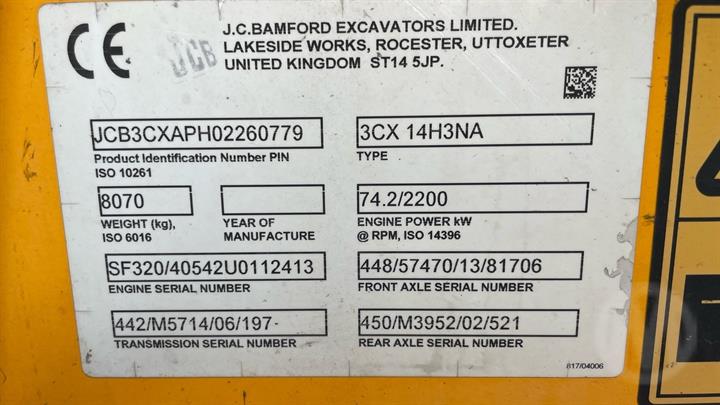 CE
J.C.BAMFORD EXCAVATORS LIMITED.
LAKESIDE WORKS, ROCESTER, UTTOXETER
UNITED KINGDOM ST14 5JP.
JCB
JCB3CXAPH02260779
Product Identification Number PIN
ISO 10261
3CX 14H3NA
TYPE
8070
WEIGHT (kg),
ISO 6016
YEAR OF
MANUFACTURE
74.2/2200
ENGINE POWER kW
@ RPM, ISO 14396
SF320/40542U0112413
ENGINE SERIAL NUMBER
448/57470/13/81706
FRONT AXLE SERIAL NUMBER
442/M5714/06/197-
TRANSMISSION SERIAL NUMBER
450/M3952/02/521
REAR AXLE SERIAL NUMBER
817/04006